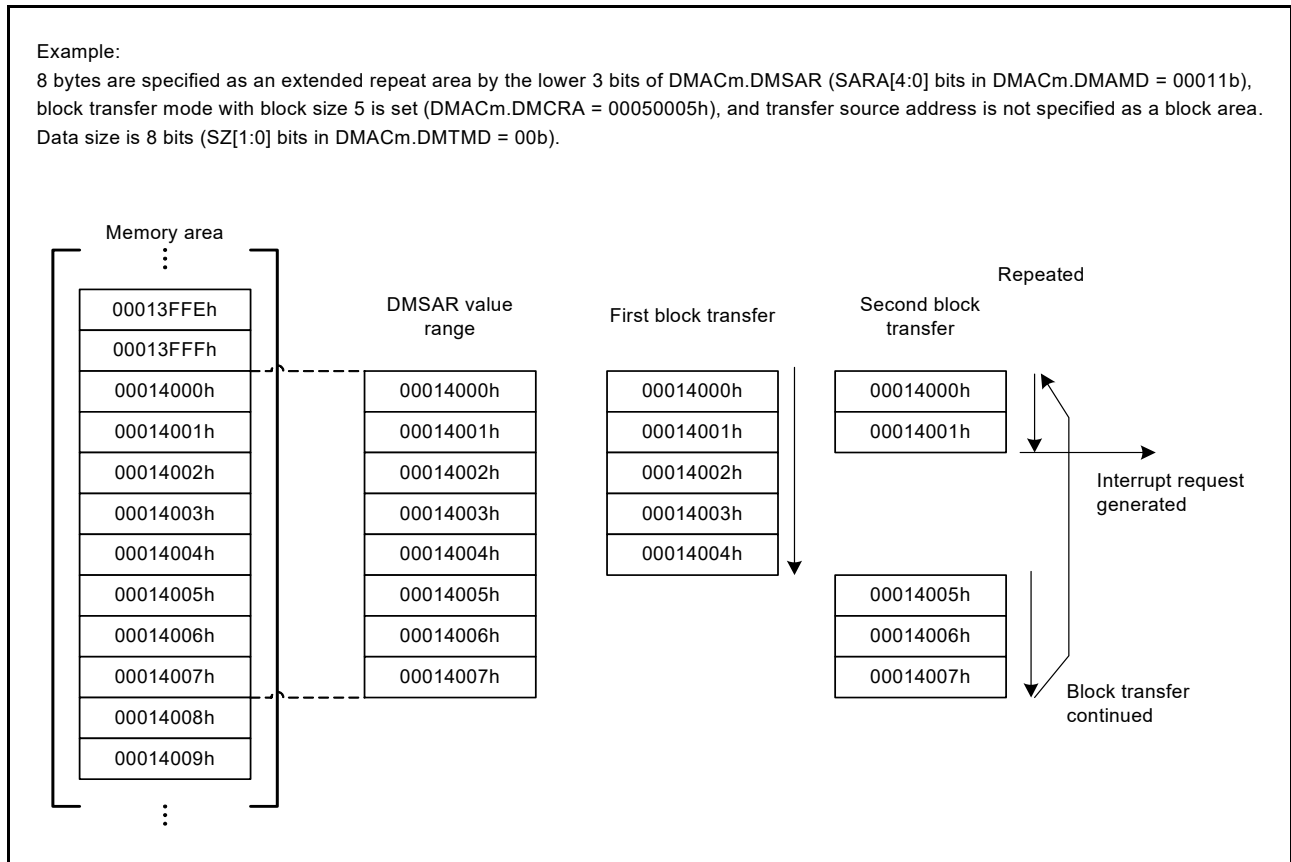 Example:
8 bytes are specified as an extended repeat area by the lower 3 bits of DMACm.DMSAR (SARA[4:0] bits in DMACm.DMAMD = 00011b),
block transfer mode with block size 5 is set (DMACm.DMCRA = 00050005h), and transfer source address is not specified as a block area.
Data size is 8 bits (SZ[1:0] bits in DMACm.DMTMD = 00b).
Memory area
00013FFEh
00013FFFh
00014000h
00014001h
00014002h
00014003h
00014004h
00014005h
00014006h
00014007h
00014008h
00014009h
DMSAR value
range
00014000h
00014001h
00014002h
00014003h
00014004h
00014005h
00014006h
00014007h
First block transfer
00014000h
00014001h
00014002h
00014003h
00014004h
Second block
transfer
00014000h
00014001h
00014005h
00014006h
00014007h
Repeated
Interrupt request
generated
Block transfer
continued